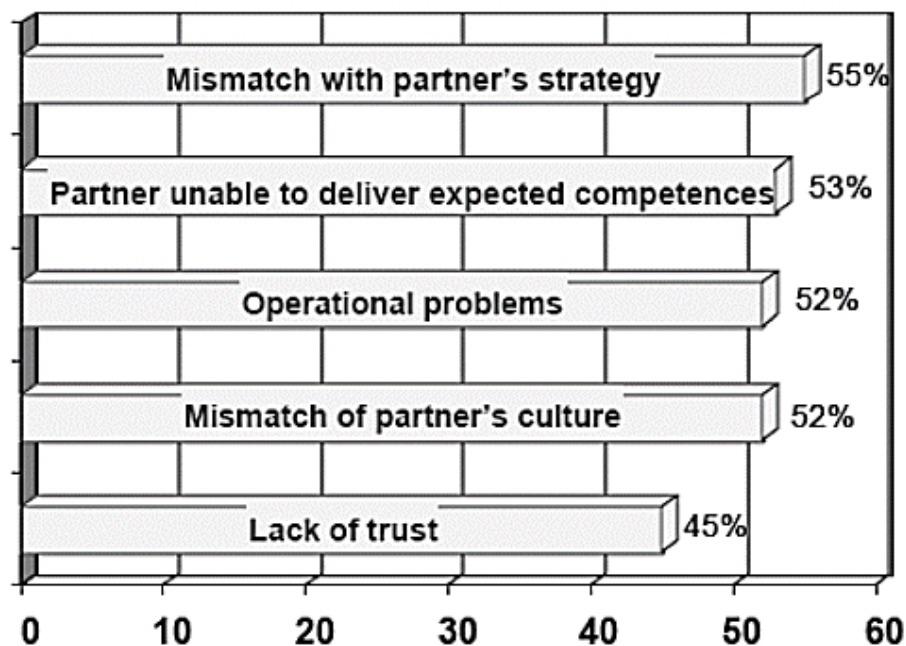 Mismatch with partner's strategy 55%
Partner unable to deliver expected competences 53%
Operational problems 52%
Mismatch of partner's culture 52%
Lack of trust 45%
0 10 20 30 40 50 60